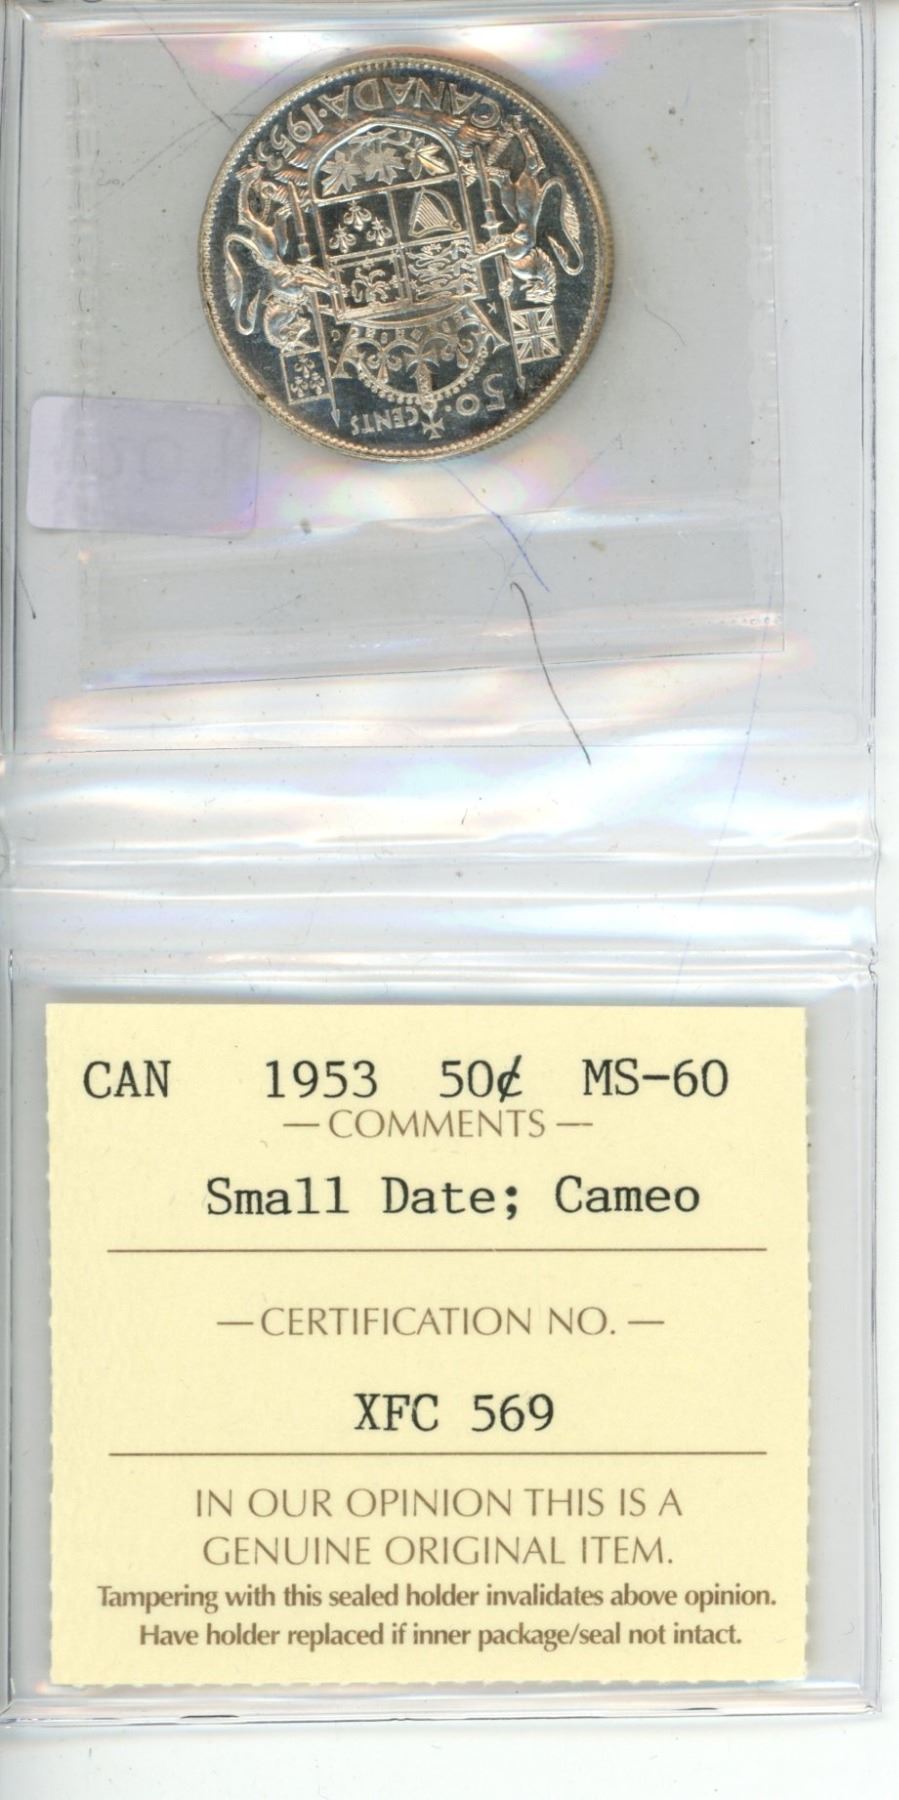 CANADA·1953
50·
CENTS
CAN 1953 50¢ MS-60
— COMMENTS —
Small Date; Cameo
— CERTIFICATION NO. —
XFC 569
IN OUR OPINION THIS IS A
GENUINE ORIGINAL ITEM.
Tampering with this sealed holder invalidates above opinion.
Have holder replaced if inner package/seal not intact.